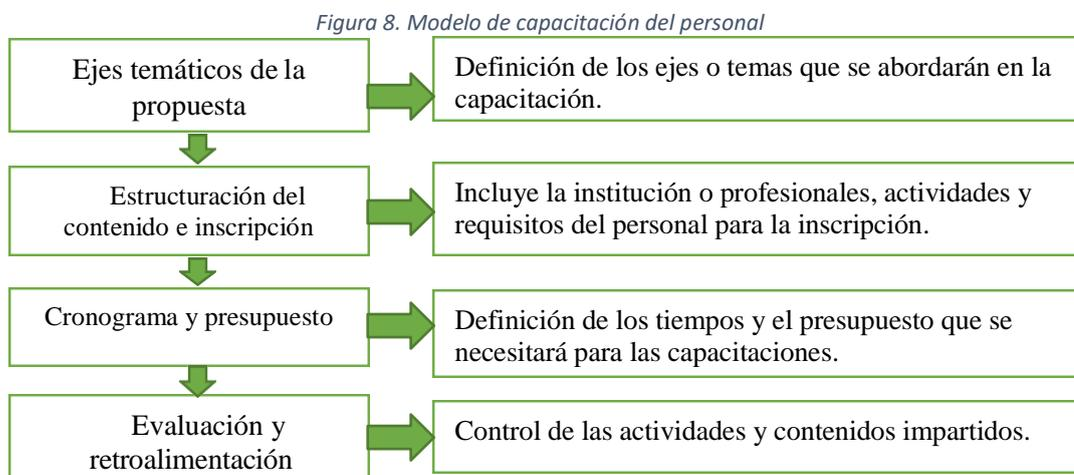 Figura 8. Modelo de capacitación del personal
Ejes temáticos de la
propuesta
Definición de los ejes o temas que se abordarán en la
capacitación.
Estructuración del
contenido e inscripción
Incluye la institución o profesionales, actividades y
requisitos del personal para la inscripción.
Cronograma y presupuesto
Definición de los tiempos y el presupuesto que se
necesitará para las capacitaciones.
Evaluación y
retroalimentación
Control de las actividades y contenidos impartidos.